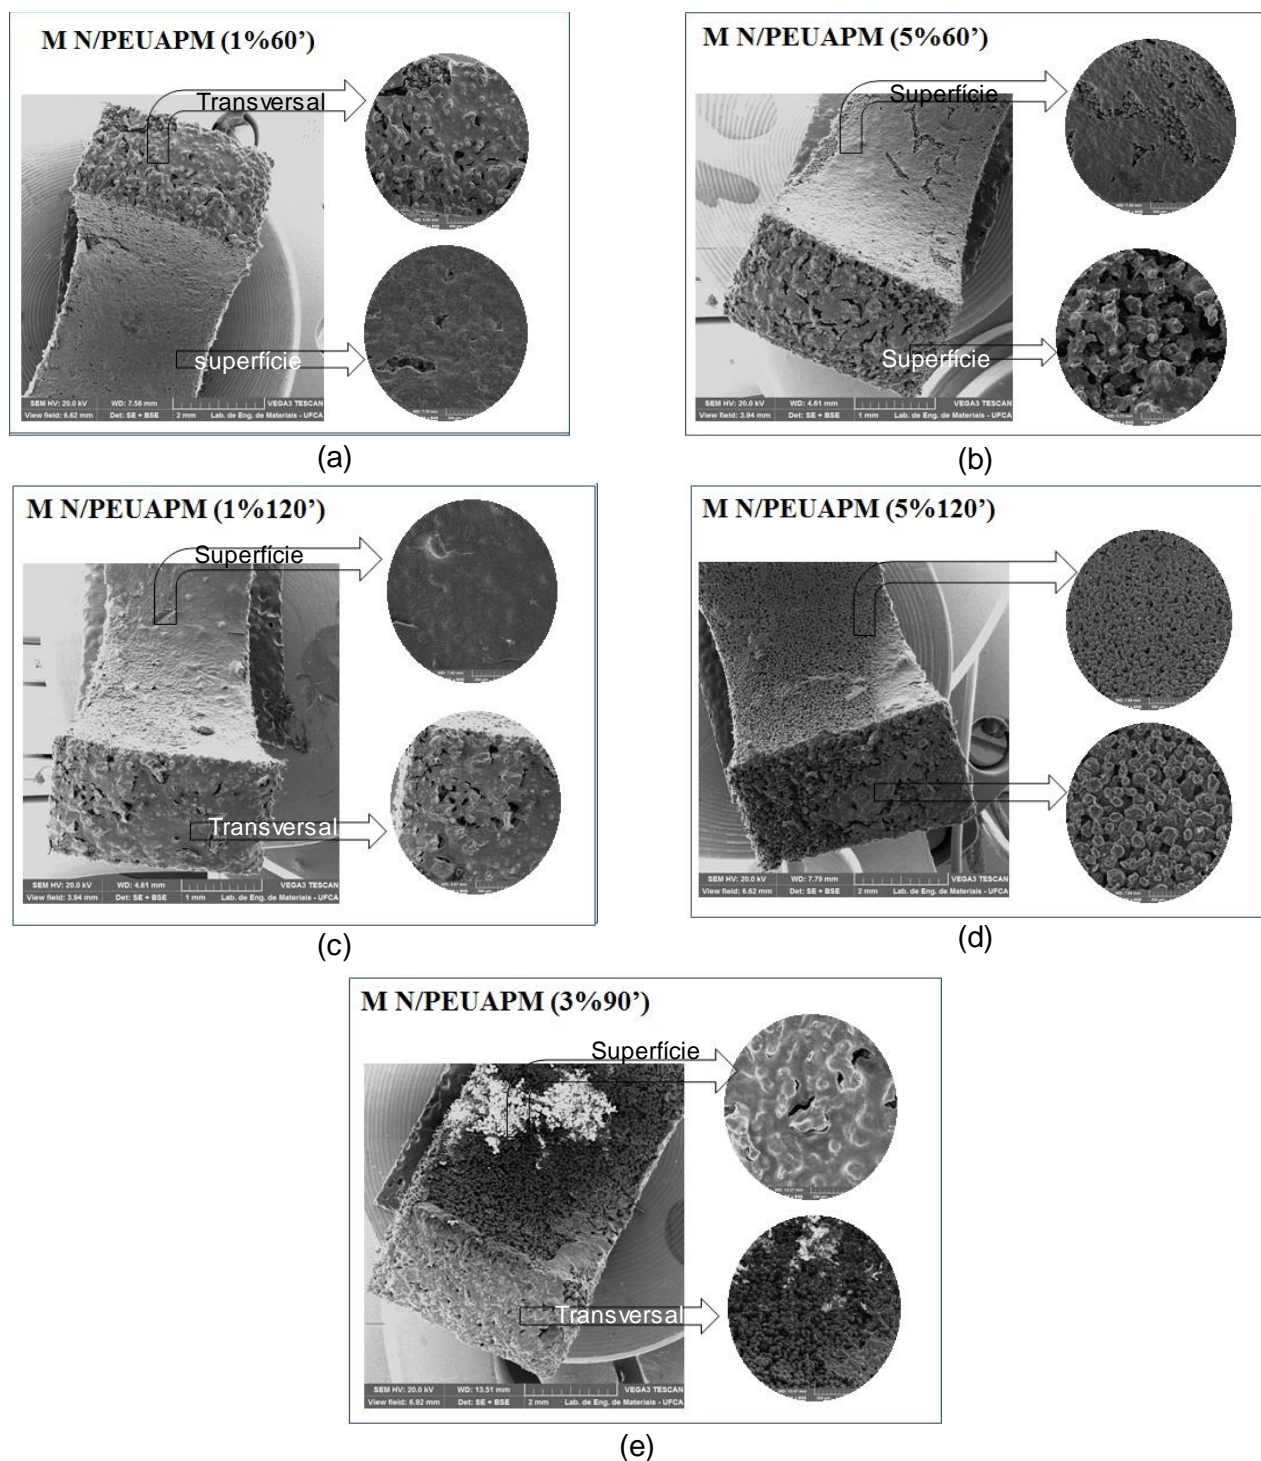 M N/PEUAPM (1%60’)
Transversal
superfície
SEM HV: 20.0 kV WD: 7.58 mm VEGA3 TESCAN
View field: 6.62 mm Det: SE + BSE 2 mm Lab. de Eng. de Materiais - UFCA
(a)
M N/PEUAPM (5%60’)
Superfície
Superfície
SEM HV: 20.0 kV WD: 4.61 mm VEGA3 TESCAN
View field: 3.94 mm Det: SE + BSE 1 mm Lab. de Eng. de Materiais - UFCA
(b)
M N/PEUAPM (1%120’)
Superfície
Transversal
SEM HV: 20.0 kV WD: 4.61 mm VEGA3 TESCAN
View field: 3.94 mm Det: SE + BSE 1 mm Lab. de Eng. de Materiais - UFCA
(c)
M N/PEUAPM (5%120’)
SEM HV: 20.0 kV WD: 7.79 mm VEGA3 TESCAN
View field: 6.62 mm Det: SE + BSE 2 mm Lab. de Eng. de Materiais - UFCA
(d)
M N/PEUAPM (3%90’)
Superfície
Transversal
SEM HV: 20.0 kV WD: 13.51 mm VEGA3 TESCAN
View field: 6.92 mm Det: SE + BSE 2 mm Lab. de Eng. de Materiais - UFCA
(e)